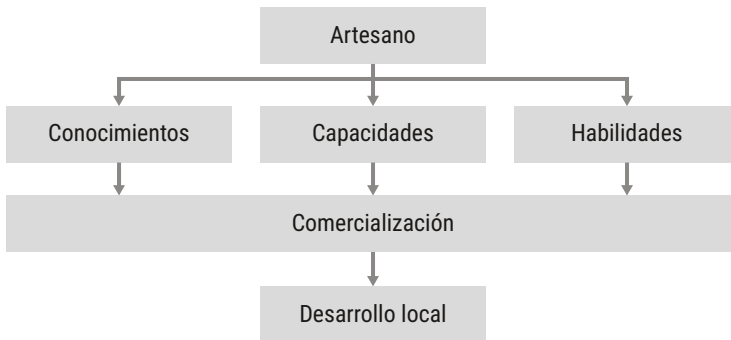 Artesano
Conocimientos
Capacidades
Habilidades
Comercialización
Desarrollo local